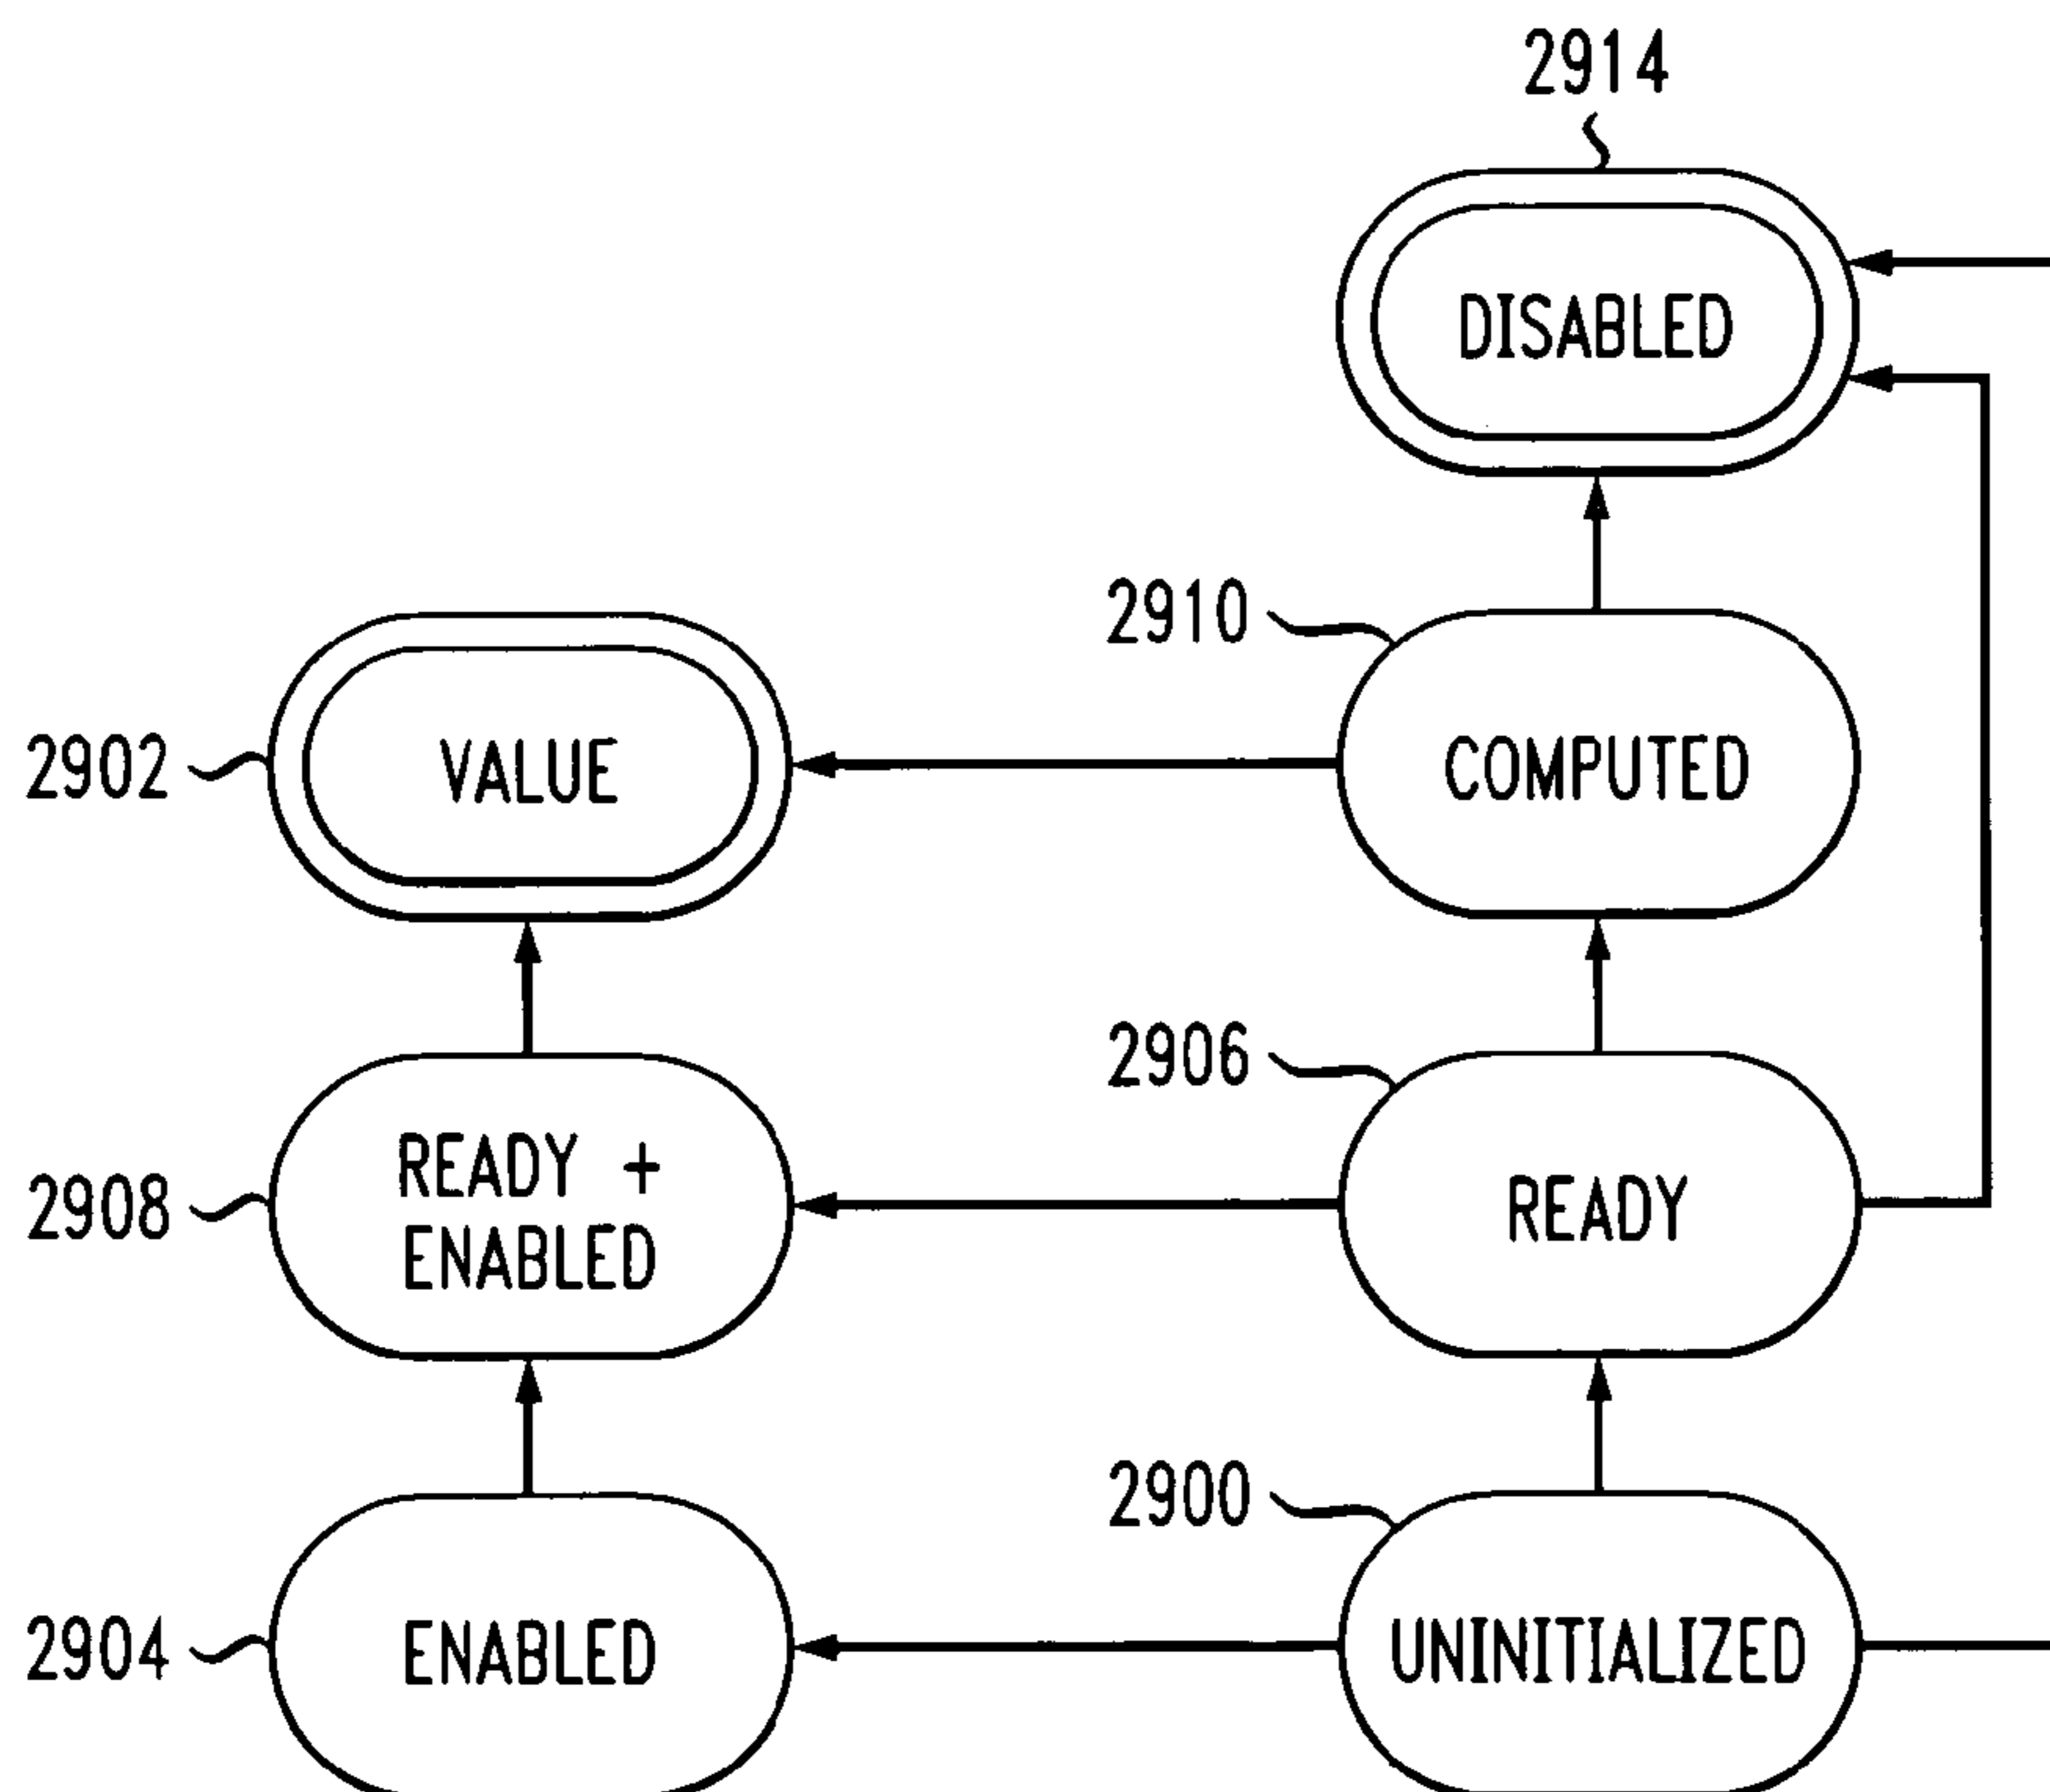 2914
DISABLED
2910
2902
VALUE
COMPUTED
2906
2908
READY +
ENABLED
READY
2900
2904
ENABLED
UNINITIALIZED